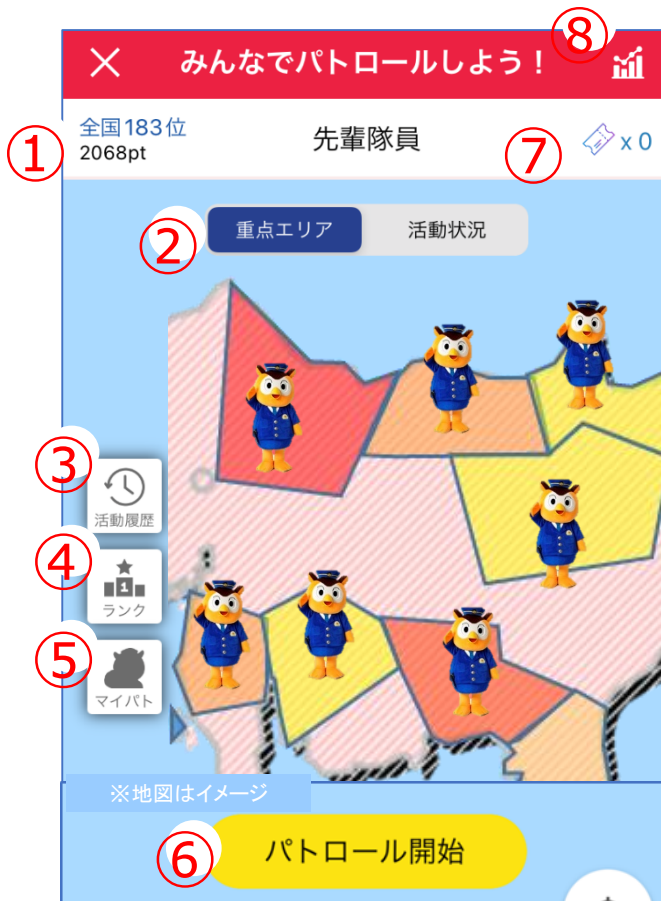 ⑧
みんなでパトロールしよう！
①
全国183位
2068pt
先輩隊員
⑦
x 0
②
重点エリア
活動状況
③
活動履歴
④
1
ランク
⑤
マイパト
※地図はイメージ
⑥
パトロール開始